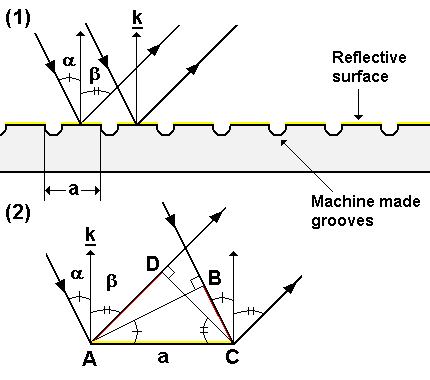 (1)
k
α
β
k
Reflective
surface
a
Machine made
grooves
(2)
k
α
β
D
B
A
a
C